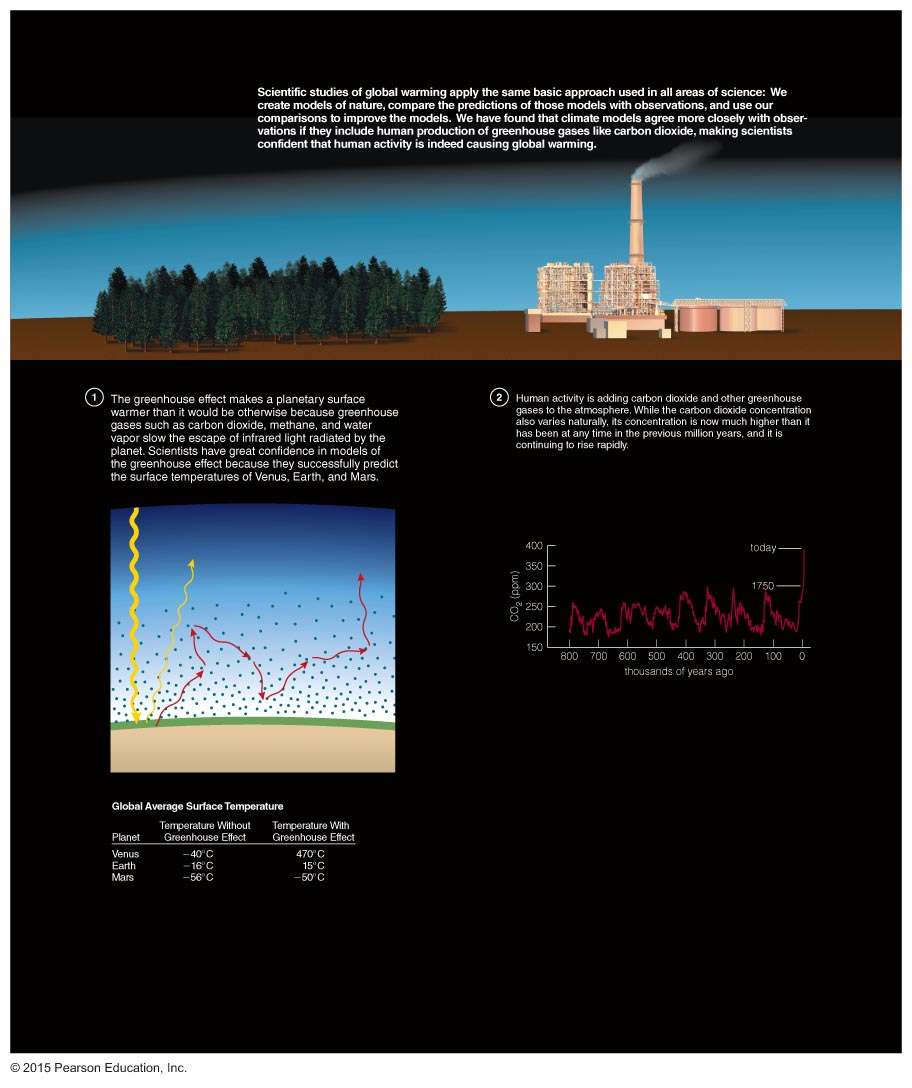 Scientific studies of global warming apply the same basic approach used in all areas of science: We
create models of nature, compare the predictions of those models with observations, and use our
comparisons to improve the models. We have found that climate models agree more closely with obser-
vations if they include human production of greenhouse gases like carbon dioxide, making scientists
confident that human activity is indeed causing global warming.
1
The greenhouse effect makes a planetary surface
warmer than it would be otherwise because greenhouse
gases such as carbon dioxide, methane, and water
vapor slow the escape of infrared light radiated by the
planet. Scientists have great confidence in models of
the greenhouse effect because they successfully predict
the surface temperatures of Venus, Earth, and Mars.
2
Human activity is adding carbon dioxide and other greenhouse
gases to the atmosphere. While the carbon dioxide concentration
also varies naturally, its concentration is now much higher than it
has been at any time in the previous million years, and it is
continuing to rise rapidly.
CO2 (ppm)
400
350
300
250
200
150
today
1750
800 700 600 500 400 300 200 100 0
thousands of years ago
Global Average Surface Temperature
Temperature Without Temperature With
Planet Greenhouse Effect Greenhouse Effect
Venus −40°C 470°C
Earth −16°C 15°C
Mars −56°C −50°C
© 2015 Pearson Education, Inc.